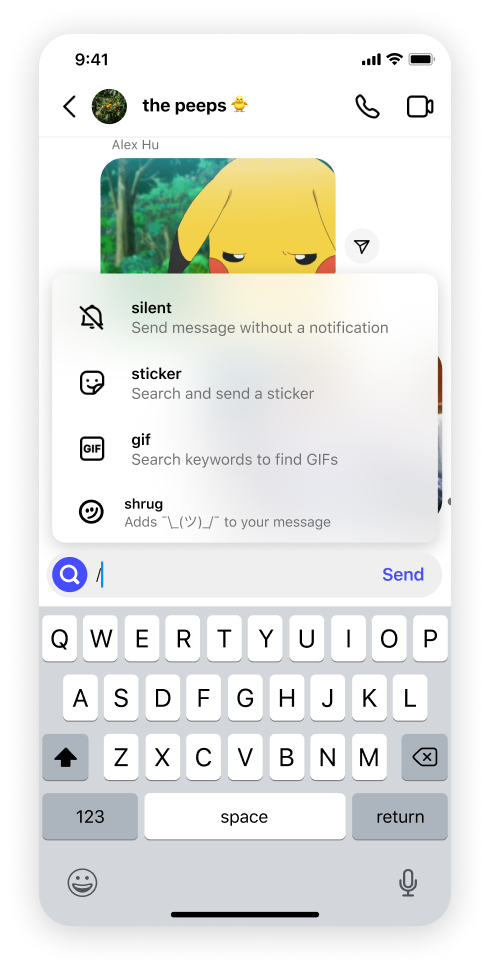 9:41
the peeps 🐥
Alex Hu
silent
Send message without a notification
sticker
Search and send a sticker
GIF
gif
Search keywords to find GIFs
shrug
Adds ¯\_(ツ)_/¯ to your message
/
Send
Q W E R T Y U I O P
A S D F G H J K L
Z X C V B N M
123 space return